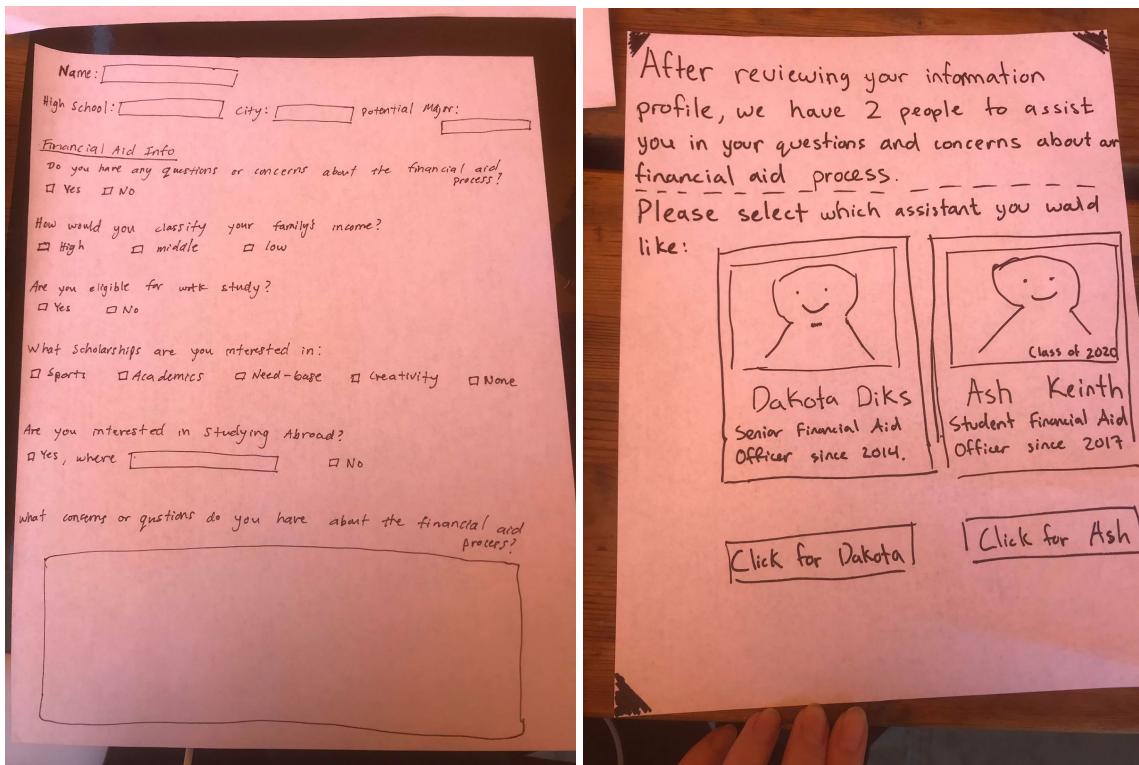 Name:
High School: City: Potential Major:
Financial Aid Info
Do you have any questions or concerns about the financial aid
process?
Yes No
How would you classify your family's income?
High middle low
Are you eligible for work study?
Yes No
What Scholarships are you interested in:
Sports Academics Need-base Creativity None
Are you interested in Studying Abroad?
Yes, where No
What concerns or qustions do you have about the financial aid
process?
After reviewing your information
profile, we have 2 people to assist
you in your questions and concerns about an
financial aid process.
Please select which assistant you would
like:
Class of 2020
Dakota Diks
Senior Financial Aid
Officer since 2014.
Ash Keinth
Student Financial Aid
Officer since 2017
Click for Dakota
Click for Ash